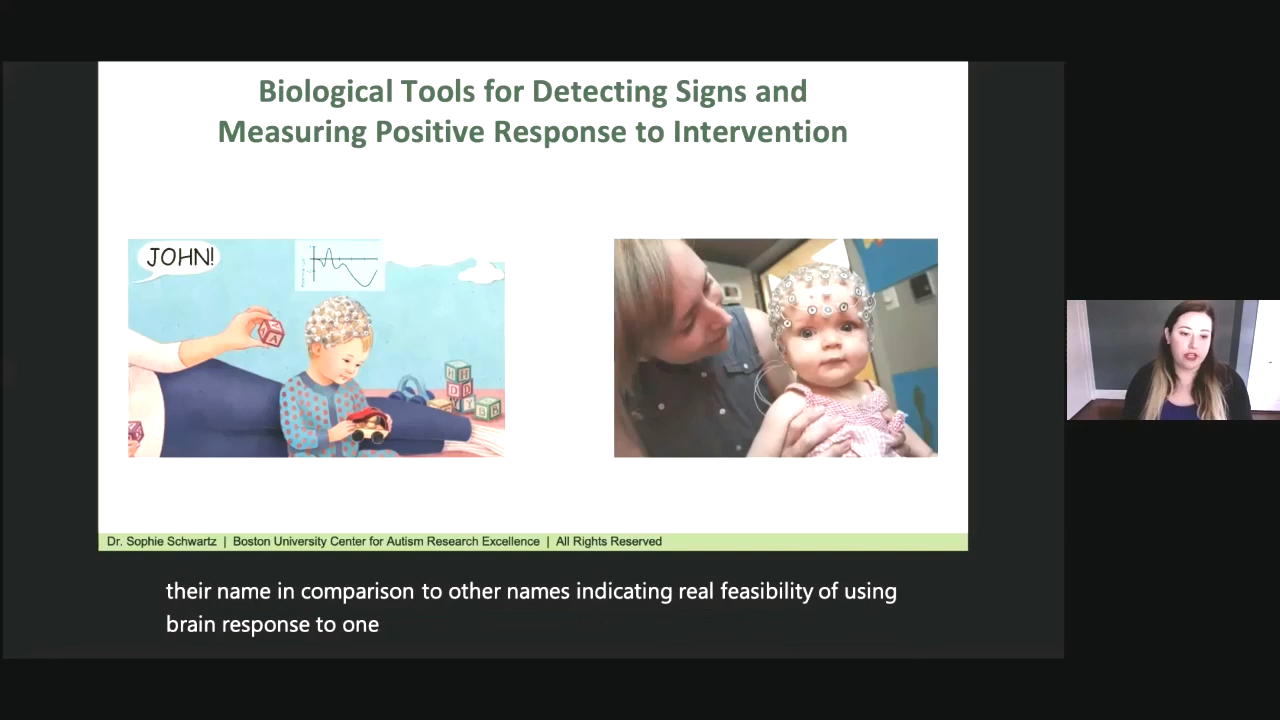 Biological Tools for Detecting Signs and
Measuring Positive Response to Intervention
JOHN!
Dr. Sophie Schwartz | Boston University Center for Autism Research Excellence | All Rights Reserved
their name in comparison to other names indicating real feasibility of using
brain response to one